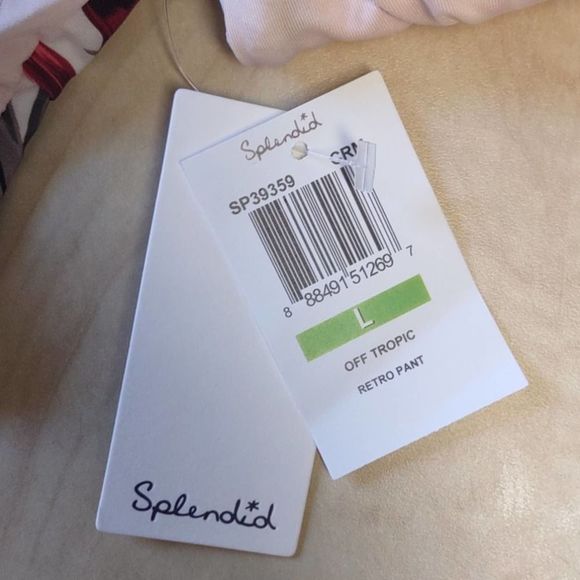 Splendid
SP39359
8 88491 51269 7
L
OFF TROPIC
RETRO PANT
Splendid